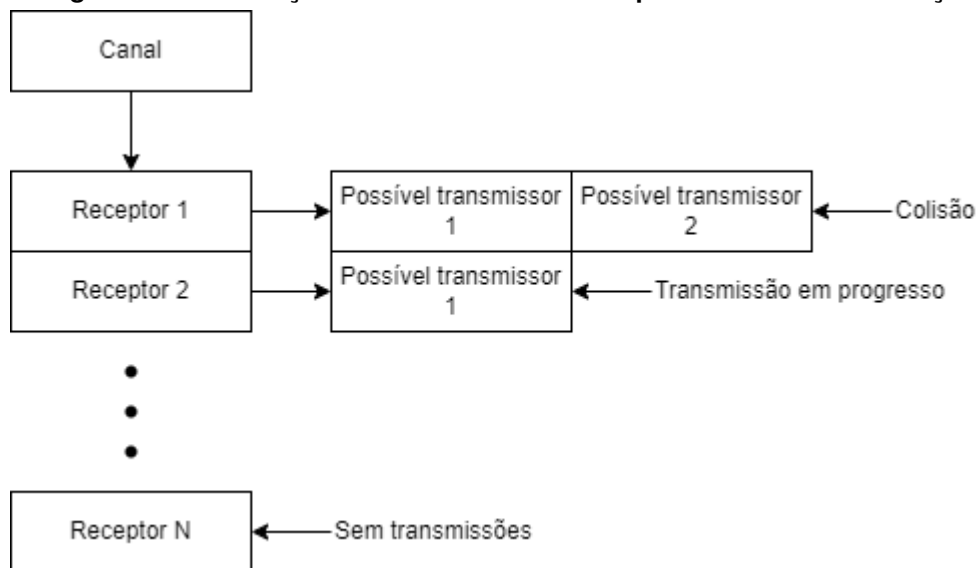 Canal
Receptor 1
Possível transmissor
1
Possível transmissor
2
Colisão
Receptor 2
Possível transmissor
1
Transmissão em progresso
Receptor N
Sem transmissões